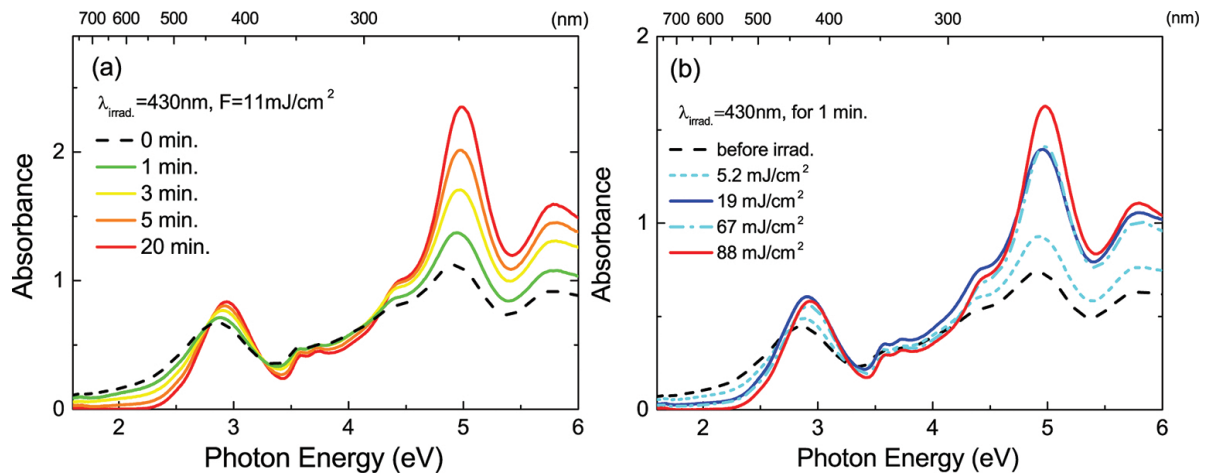 700 600 500 400 300 (nm)
(a)
λirrad.=430nm, F=11mJ/cm²
0 min.
1 min.
3 min.
5 min.
20 min.
Absorbance
0 1 2
2 3 4 5 6
Photon Energy (eV)
700 600 500 400 300 (nm)
(b)
λirrad.=430nm, for 1 min.
before irrad.
5.2 mJ/cm²
19 mJ/cm²
67 mJ/cm²
88 mJ/cm²
Absorbance
0 1 2
2 3 4 5 6
Photon Energy (eV)